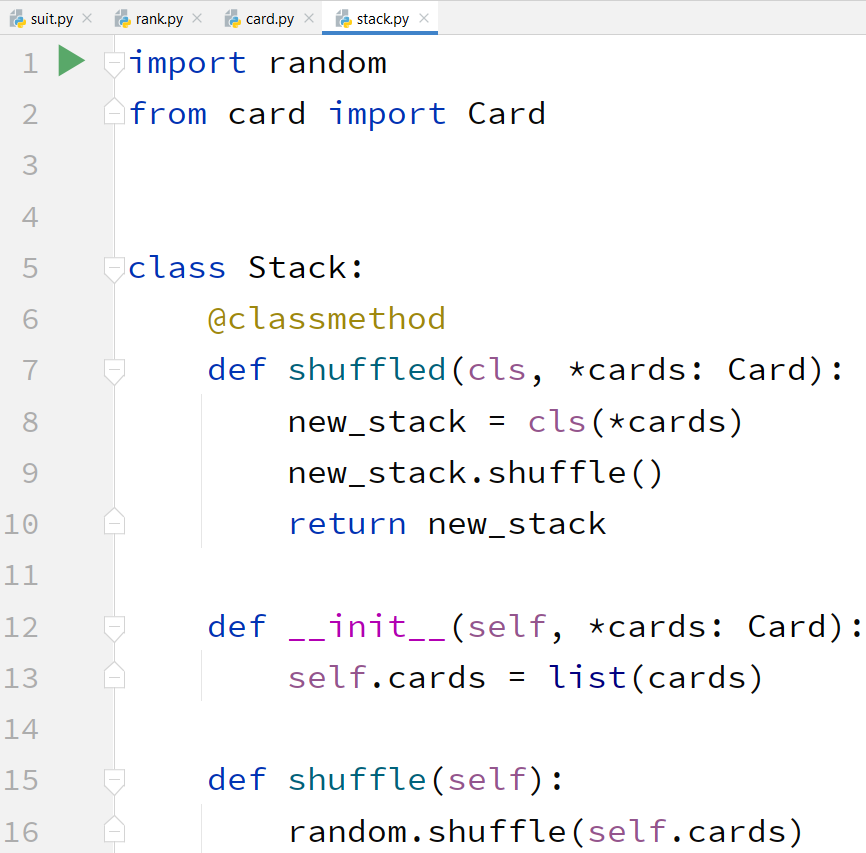 suit.py rank.py card.py stack.py
1 import random
2 from card import Card
3
4
5 class Stack:
6     @classmethod
7     def shuffled(cls, *cards: Card):
8         new_stack = cls(*cards)
9         new_stack.shuffle()
10         return new_stack
11
12     def __init__(self, *cards: Card):
13         self.cards = list(cards)
14
15     def shuffle(self):
16         random.shuffle(self.cards)